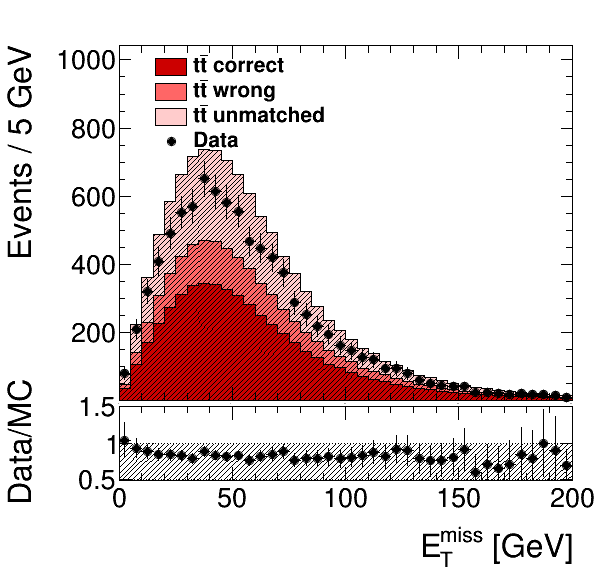 Events / 5 GeV
1000
800
600
400
200
tt̄ correct
tt̄ wrong
tt̄ unmatched
Data
Data/MC
1.5
1
0.5
0 50 100 150 200
E_T^miss [GeV]